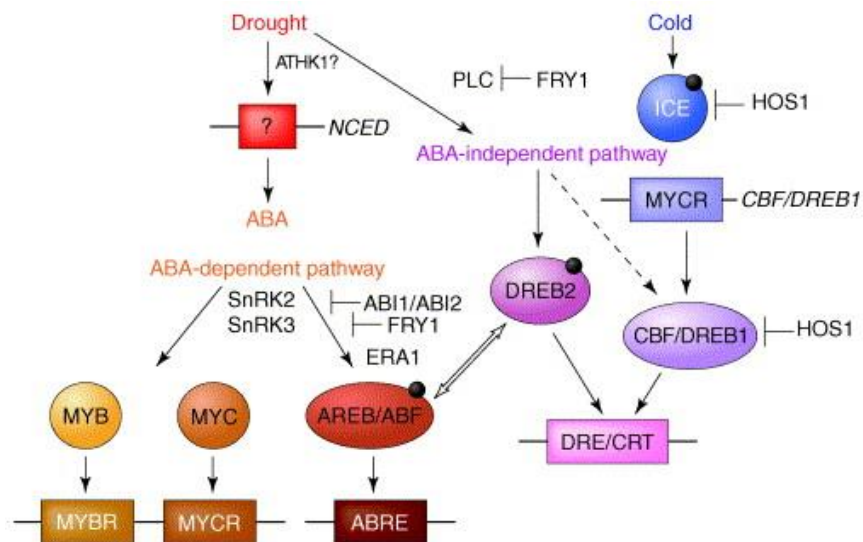 Drought
Cold
ATHK1?
PLC
FRY1
ICE
HOS1
?
NCED
ABA-independent pathway
MYCR
CBF/DREB1
ABA
ABA-dependent pathway
SnRK2
ABI1/ABI2
SnRK3
FRY1
DREB2
CBF/DREB1
HOS1
ERA1
MYB
MYC
AREB/ABF
DRE/CRT
MYBR
MYCR
ABRE